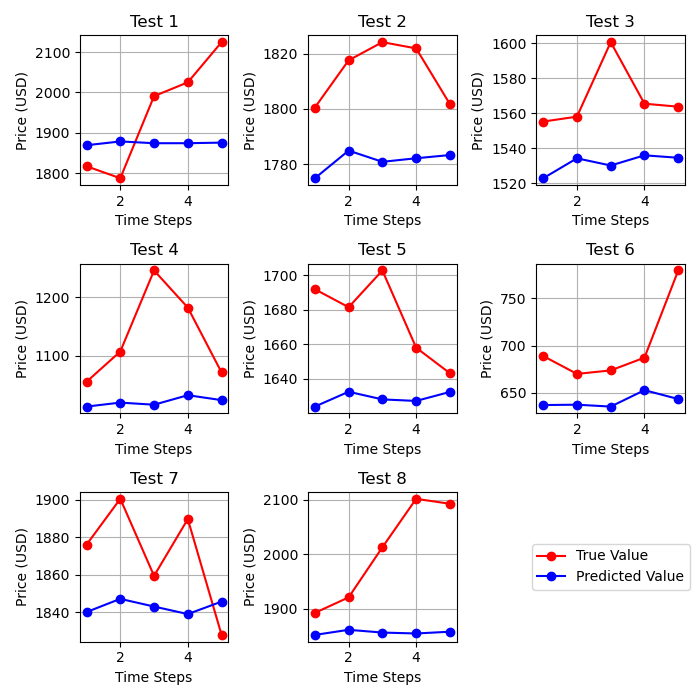 Test 1
Price (USD)
2100
2000
1900
1800
2 4
Time Steps
Test 2
Price (USD)
1820
1800
1780
2 4
Time Steps
Test 3
Price (USD)
1600
1580
1560
1540
1520
2 4
Time Steps
Test 4
Price (USD)
1200
1100
2 4
Time Steps
Test 5
Price (USD)
1700
1680
1660
1640
2 4
Time Steps
Test 6
Price (USD)
750
700
650
2 4
Time Steps
Test 7
Price (USD)
1900
1880
1860
1840
2 4
Time Steps
Test 8
Price (USD)
2100
2000
1900
2 4
Time Steps
True Value
Predicted Value